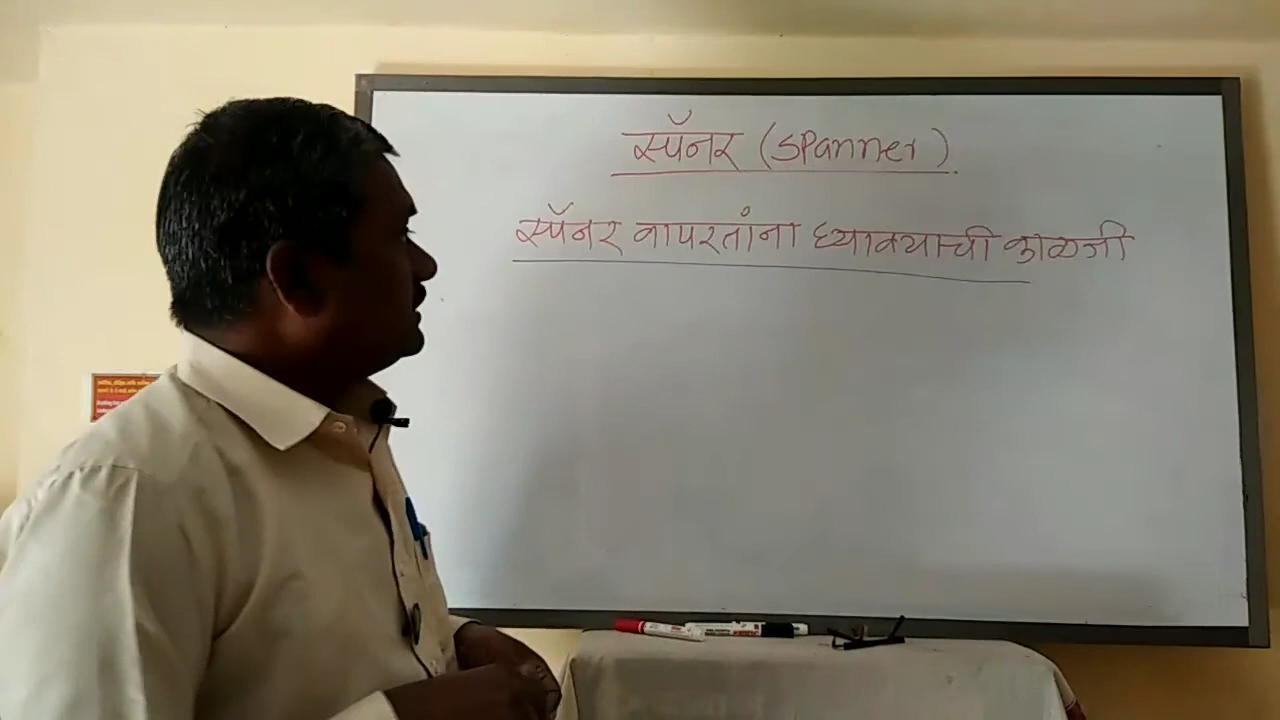 स्पॅनर (spanner)
स्पॅनर वापरतांना घ्यावयाची काळजी